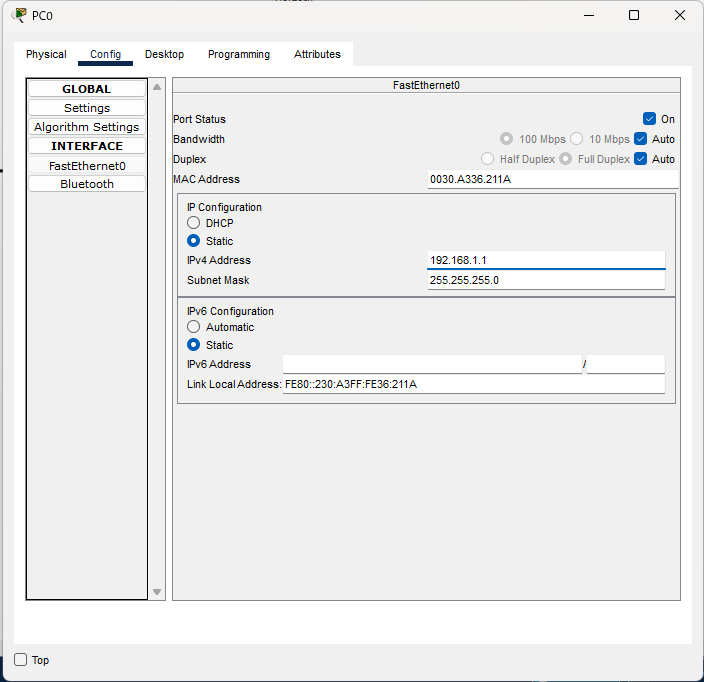 PC0
Physical Config Desktop Programming Attributes
GLOBAL
Settings
Algorithm Settings
INTERFACE
FastEthernet0
Bluetooth
FastEthernet0
Port Status On
Bandwidth 100 Mbps 10 Mbps Auto
Duplex Half Duplex Full Duplex Auto
MAC Address 0030.A336.211A
IP Configuration
DHCP
Static
IPv4 Address 192.168.1.1
Subnet Mask 255.255.255.0
IPv6 Configuration
Automatic
Static
IPv6 Address /
Link Local Address: FE80::230:A3FF:FE36:211A
Top